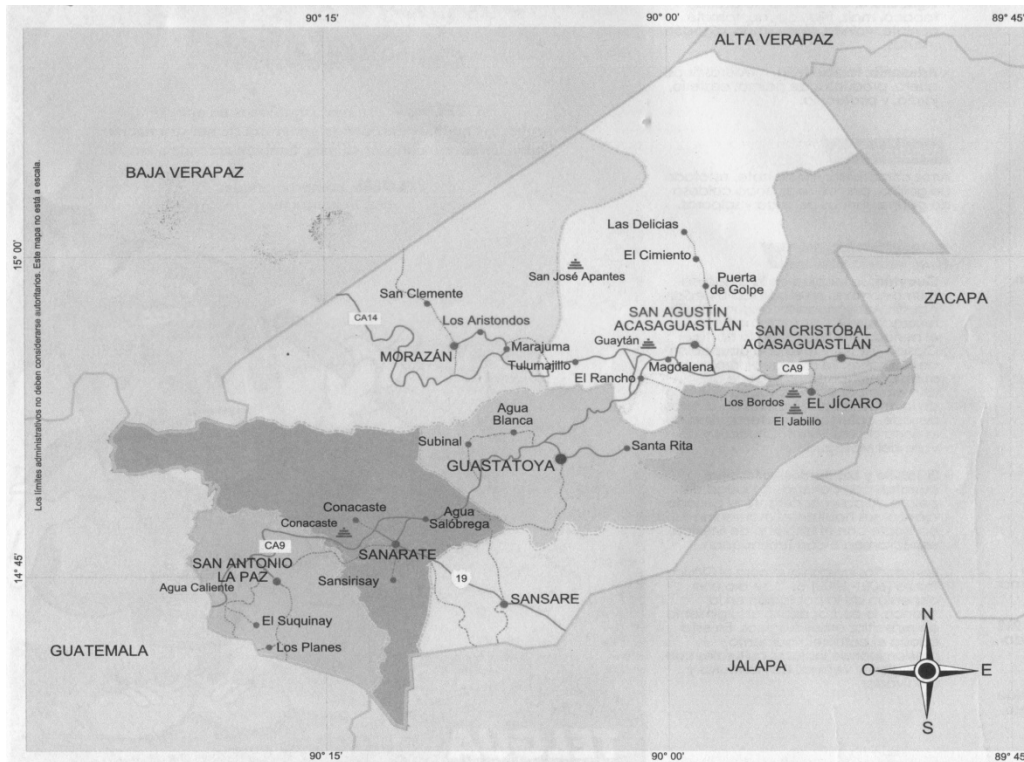 90° 15'
90° 00'
89° 45'
ALTA VERAPAZ
BAJA VERAPAZ
Los límites administrativos no deben considerarse autoritarios. Este mapa no está a escala.
15° 00'
Las Delicias
El Cimiento
San José Apantes
Puerta
de Golpe
ZACAPA
San Clemente
CA14
Los Aristondos
SAN AGUSTÍN
ACASAGUASTLÁN
SAN CRISTÓBAL
ACASAGUASTLÁN
Guaytán
MORAZÁN
Marajuma
Tulumajillo
Magdalena
CA9
El Rancho
Los Bordos
EL JÍCARO
El Jabillo
Agua
Blanca
Subinal
Santa Rita
GUASTATOYA
Conacaste
Conacaste
Agua
Salóbrega
CA9
SANARATE
SAN ANTONIO
LA PAZ
14° 45'
Agua Caliente
Sansirisay
19
SANSARE
El Suquinay
Los Planes
GUATEMALA
JALAPA
N
O
E
S
90° 15'
90° 00'
89° 45'